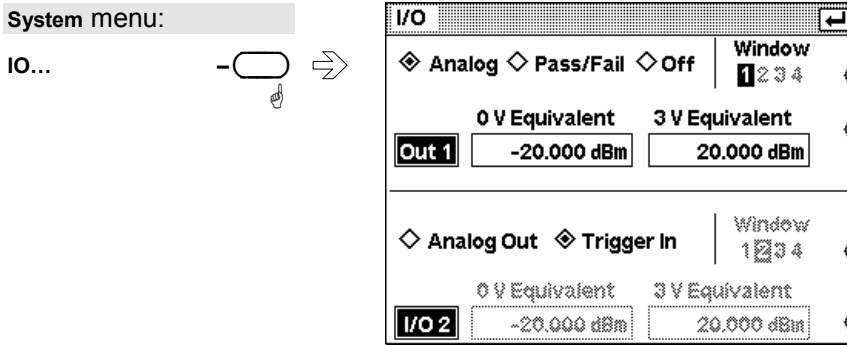 System menu:
IO…
I/O
Analog Pass/Fail Off
Window
1 2 3 4
0 V Equivalent 3 V Equivalent
Out 1 -20.000 dBm 20.000 dBm
Analog Out Trigger In
Window
1 2 3 4
0 V Equivalent 3 V Equivalent
I/O 2 -20.000 dBm 20.000 dBm